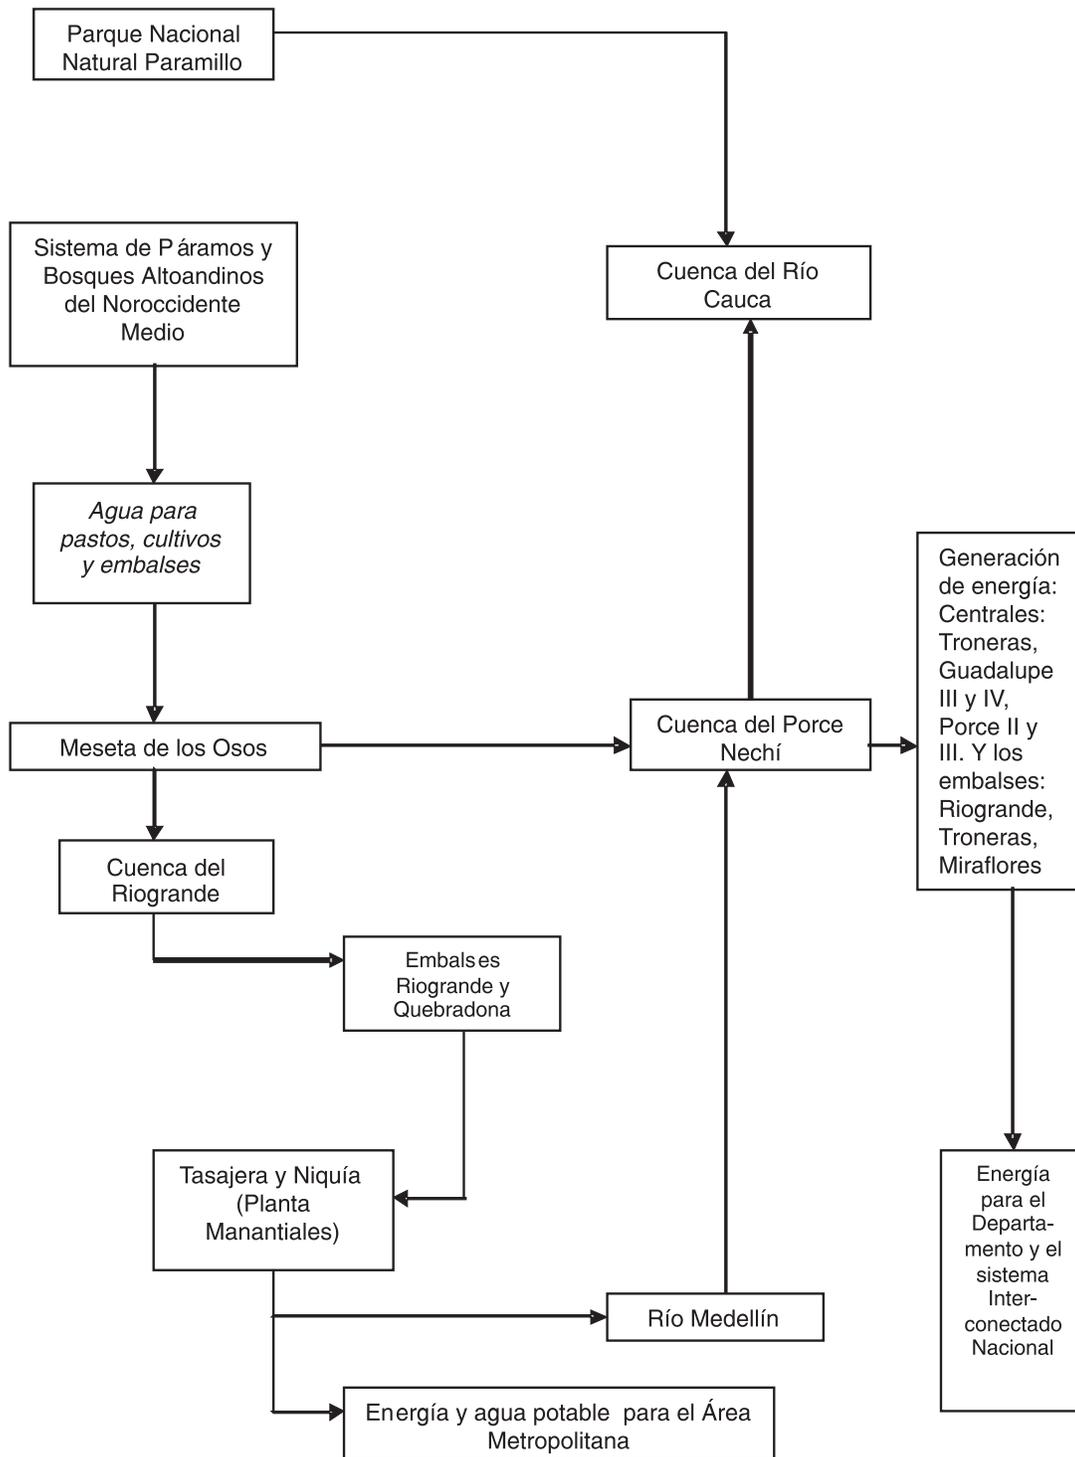 Parque Nacional
Natural Paramillo
Sistema de Páramos y
Bosques Altoandinos
del Noroccidente
Medio
Cuenca del Río
Cauca
Agua para
pastos, cultivos
y embalses
Generación
de energía:
Centrales:
Troneras,
Guadalupe
III y IV,
Porce II y
III. Y los
embalses:
Riogrande,
Troneras,
Miraflores
Meseta de los Osos
Cuenca del Porce
Nechí
Cuenca del
Riogrande
Embalses
Riogrande y
Quebradona
Tasajera y Niquía
(Planta
Manantiales)
Energía
para el
Departa-
mento y el
sistema
Inter-
conectado
Nacional
Río Medellín
Energía y agua potable para el Área
Metropolitana